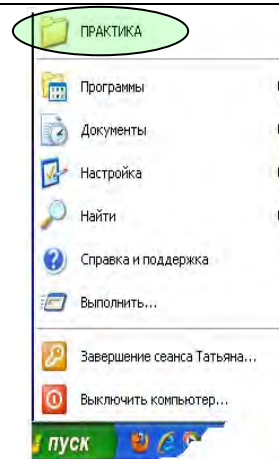 ПРАКТИКА
Программы
Документы
Настройка
Найти
Справка и поддержка
Выполнить...
Завершение сеанса Татьяна...
Выключить компьютер...
пуск